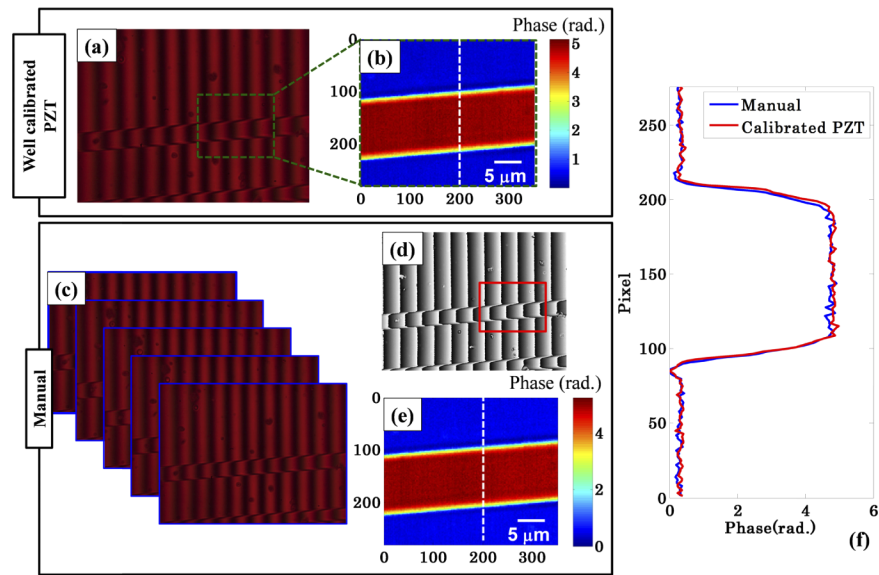 Well calibrated
PZT
(a)
(b)
Phase (rad.)
0
100
200
0
100
200
300
5
4
3
2
1
5 μm
Manual
(c)
(d)
(e)
Phase (rad.)
0
100
200
0
100
200
300
4
2
0
5 μm
Manual
Calibrated PZT
Pixel
250
200
150
100
50
0
0
2
4
6
Phase(rad.)
(f)